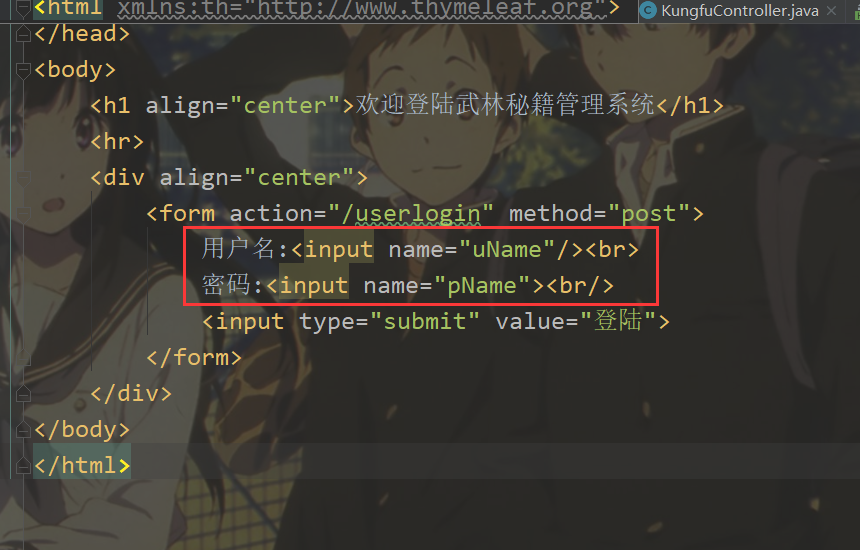 <html xmlns:th="http://www.thymeleaf.org"> KungfuController.java
</head>
<body>
<h1 align="center">欢迎登陆武林秘籍管理系统</h1>
<hr>
<div align="center">
<form action="/userlogin" method="post">
用户名:<input name="uName"/><br>
密码:<input name="pName"><br/>
<input type="submit" value="登陆">
</form>
</div>
</body>
</html>